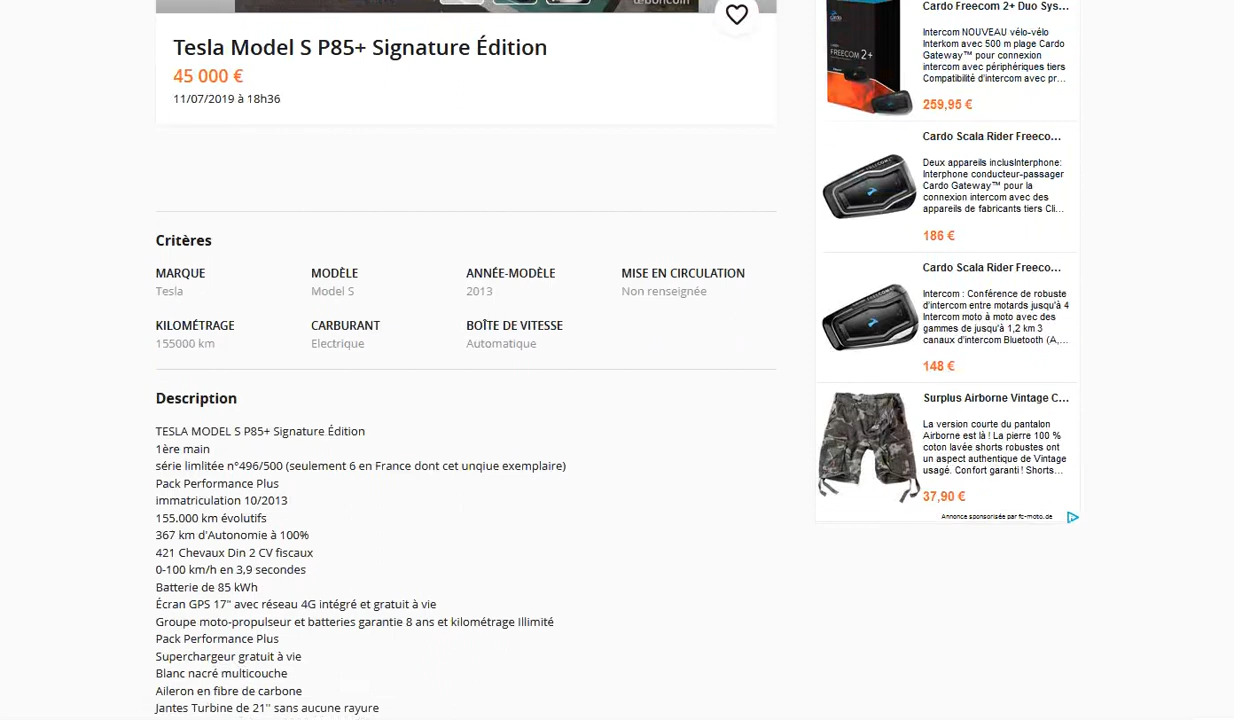 leboncoin
Tesla Model S P85+ Signature Édition
45 000 €
11/07/2019 à 18h36
Critères
MARQUE
Tesla
MODÈLE
Model S
ANNÉE-MODÈLE
2013
MISE EN CIRCULATION
Non renseignée
KILOMÉTRAGE
155000 km
CARBURANT
Electrique
BOÎTE DE VITESSE
Automatique
Description
TESLA MODEL S P85+ Signature Édition
1ère main
série limlitée n°496/500 (seulement 6 en France dont cet unqiue exemplaire)
Pack Performance Plus
immatriculation 10/2013
155.000 km évolutifs
367 km d'Autonomie à 100%
421 Chevaux Din 2 CV fiscaux
0-100 km/h en 3,9 secondes
Batterie de 85 kWh
Écran GPS 17" avec réseau 4G intégré et gratuit à vie
Groupe moto-propulseur et batteries garantie 8 ans et kilométrage Illimité
Pack Performance Plus
Superchargeur gratuit à vie
Blanc nacré multicouche
Aileron en fibre de carbone
Jantes Turbine de 21" sans aucune rayure
FREECOM 2+
Cardo Freecom 2+ Duo Sys...
Intercom NOUVEAU vélo-vélo
Interkom avec 500 m plage Cardo
Gateway™ pour connexion
intercom avec périphériques tiers
Compatibilité d'intercom avec pr...
259,95 €
Cardo Scala Rider Freeco...
Deux appareils inclusInterphone:
Interphone conducteur-passager
Cardo Gateway™ pour la
connexion intercom avec des
appareils de fabricants tiers Cli...
186 €
Cardo Scala Rider Freeco...
Intercom : Conférence de robuste
d'intercom entre motards jusqu'à 4
Intercom moto à moto avec des
gammes de jusqu'à 1,2 km 3
canaux d'intercom Bluetooth (A,...
148 €
Surplus Airborne Vintage C...
La version courte du pantalon
Airborne est là ! La pierre 100 %
coton lavée shorts robustes ont
un aspect authentique de Vintage
usagé. Confort garanti ! Shorts...
37,90 €
Annonce sponsorisée par fc-moto.de